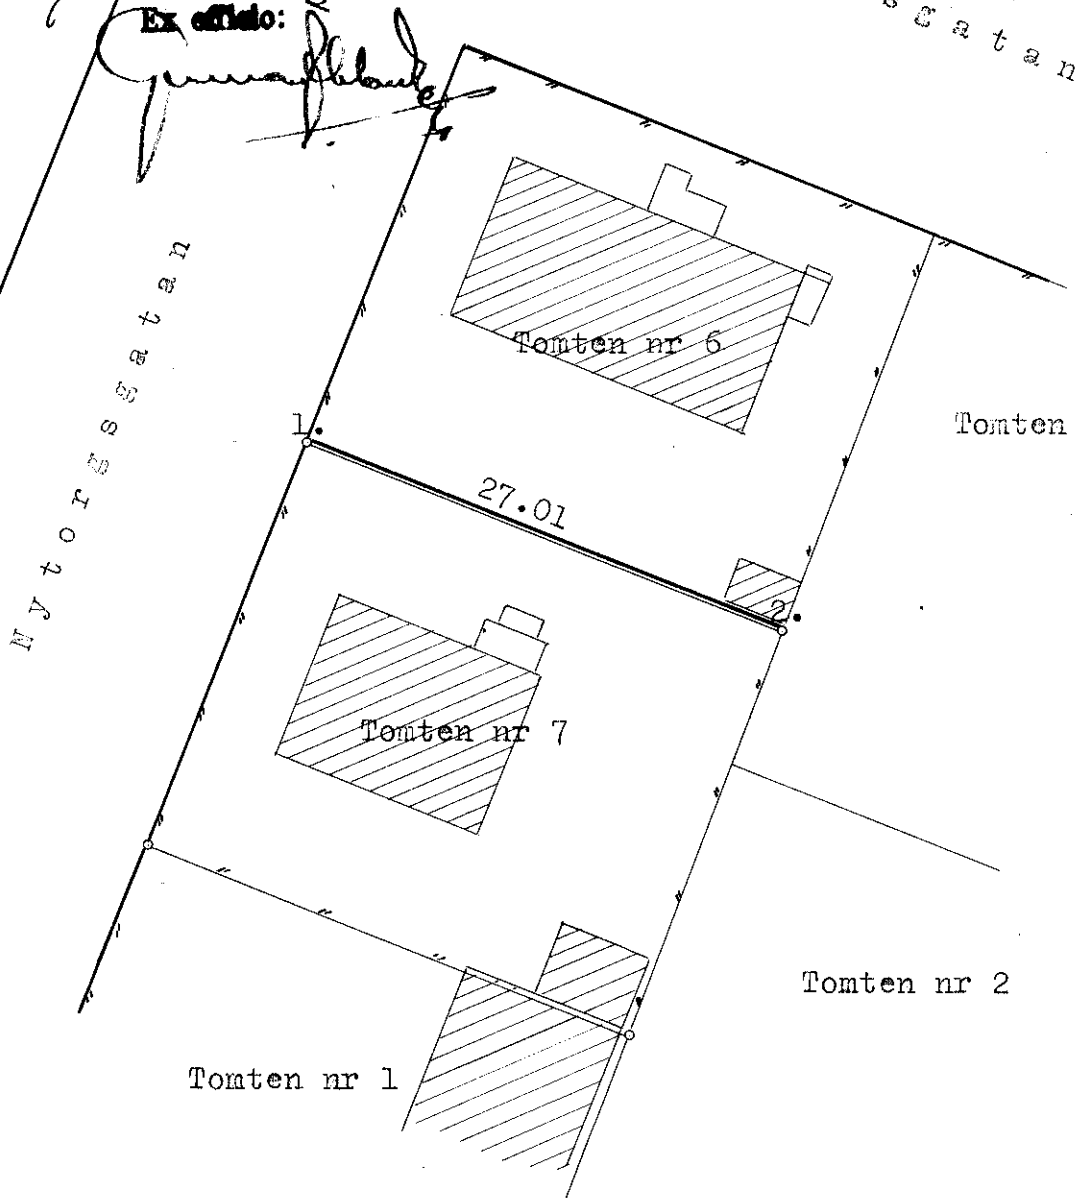 Ex officio:
sgatan
Nytorgsgatan
Tomten nr 6
Tomten
1.
27.01
2.
Tomten nr 7
Tomten nr 2
Tomten nr 1